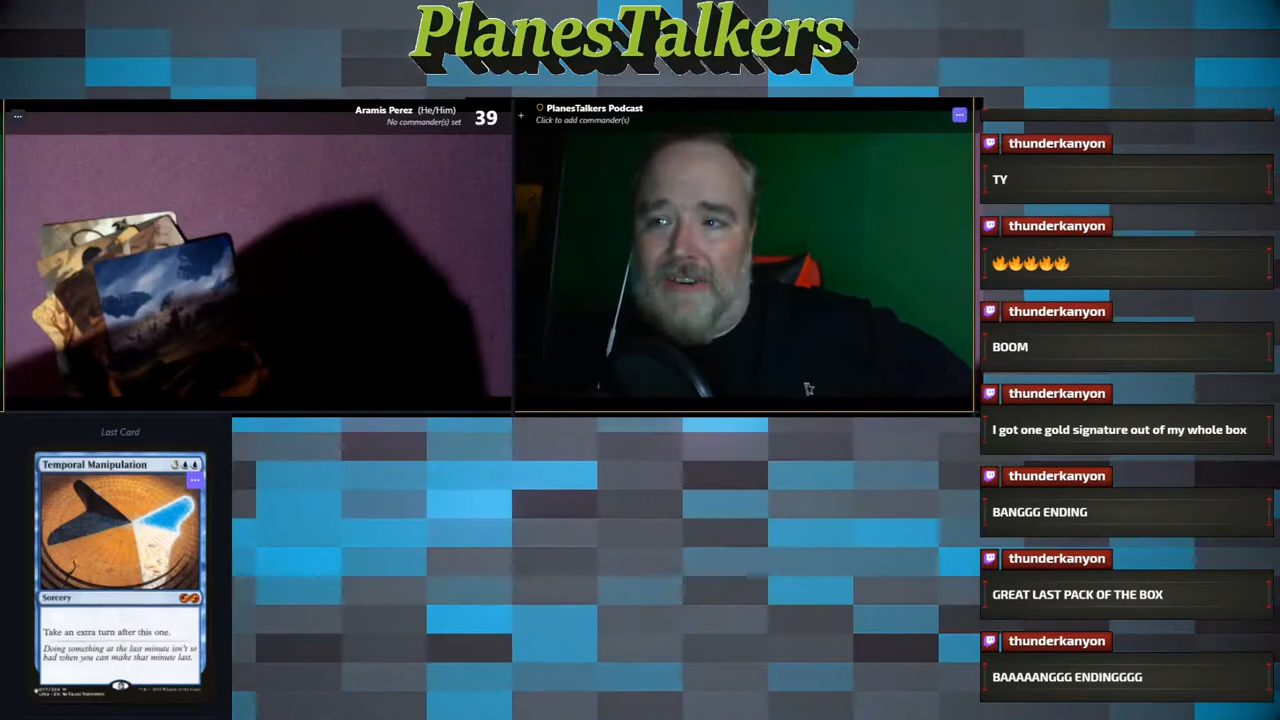 PlanesTalkers
Aramis Perez (He/Him)
No commander(s) set
39
PlanesTalkers Podcast
Click to add commander(s)
thunderkanyon
TY
thunderkanyon
🔥🔥🔥🔥🔥
thunderkanyon
BOOM
thunderkanyon
I got one gold signature out of my whole box
thunderkanyon
BANGGG ENDING
thunderkanyon
GREAT LAST PACK OF THE BOX
thunderkanyon
BAAAAANGGG ENDINGGGG
Last Card
Temporal Manipulation 3
Sorcery
Take an extra turn after this one.
Doing something at the last minute isn't so
bad when you can make that minute last.